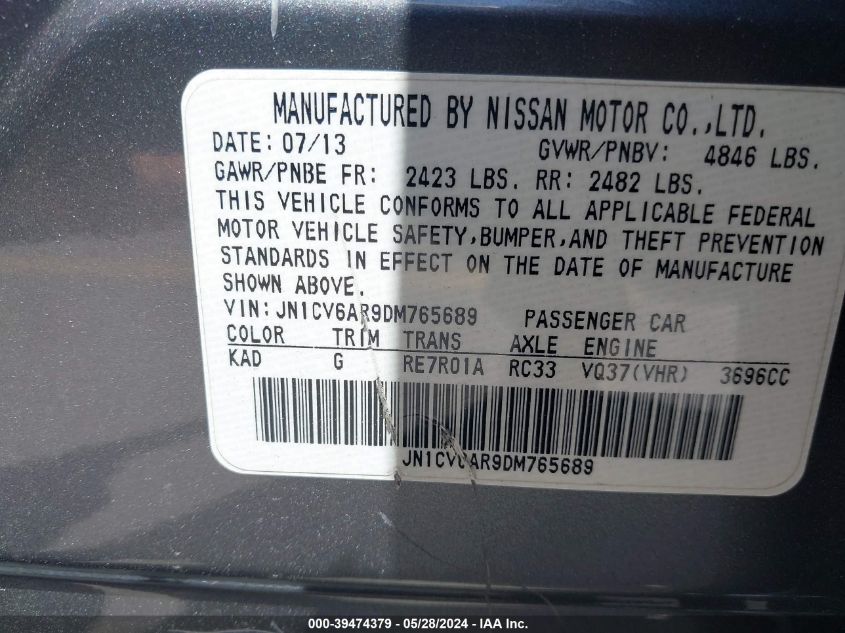 MANUFACTURED BY NISSAN MOTOR CO.,LTD.
DATE: 07/13 GVWR/PNBV: 4846 LBS.
GAWR/PNBE FR: 2423 LBS. RR: 2482 LBS.
THIS VEHICLE CONFORMS TO ALL APPLICABLE FEDERAL
MOTOR VEHICLE SAFETY,BUMPER,AND THEFT PREVENTION
STANDARDS IN EFFECT ON THE DATE OF MANUFACTURE
SHOWN ABOVE.
VIN: JN1CV6AR9DM765689 PASSENGER CAR
COLOR TRIM TRANS AXLE ENGINE
KAD G RE7R01A RC33 VQ37(VHR) 3696CC
JN1CV6AR9DM765689
000-39474379 / 05/28/2024 - IAA Inc.